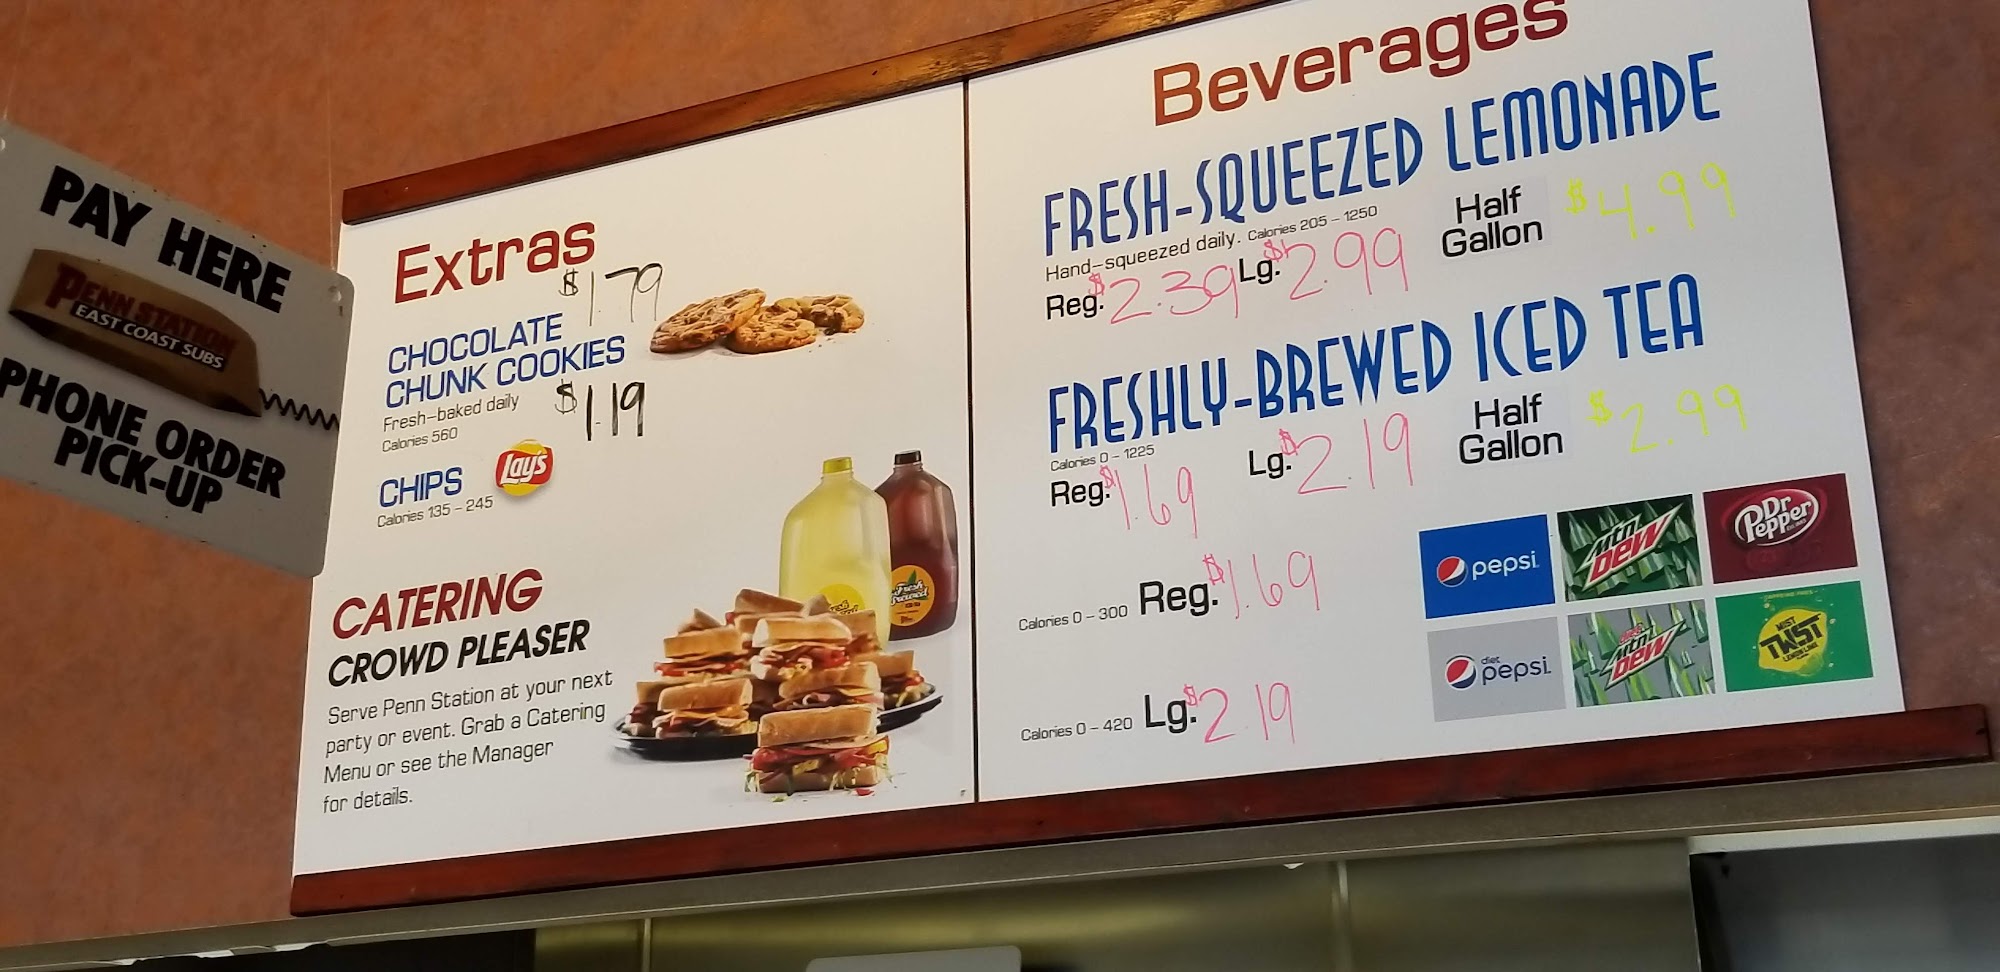 PAY HERE
PENN STATION
EAST COAST SUBS
PHONE ORDER
PICK-UP
Extras
$1.79
CHOCOLATE
CHUNK COOKIES
Fresh-baked daily
Calories 560
$1.19
CHIPS
Lay's
Calories 135 - 245
CATERING
CROWD PLEASER
Serve Penn Station at your next
party or event. Grab a Catering
Menu or see the Manager
for details.
Fresh
Brewed
Beverages
FRESH-SQUEEZED LEMONADE
Hand-squeezed daily. Calories 205 - 1250
Reg. $2.39 Lg. $2.99 Half Gallon $4.99
FRESHLY-BREWED ICED TEA
Calories 0 - 1225
Reg. $1.69 Lg. $2.19 Half Gallon $2.99
Calories 0 - 300 Reg. $1.69
Calories 0 - 420 Lg. $2.19
pepsi Mtn DEW Dr Pepper
diet pepsi diet Mtn DEW MIST TWST LEMON LIME